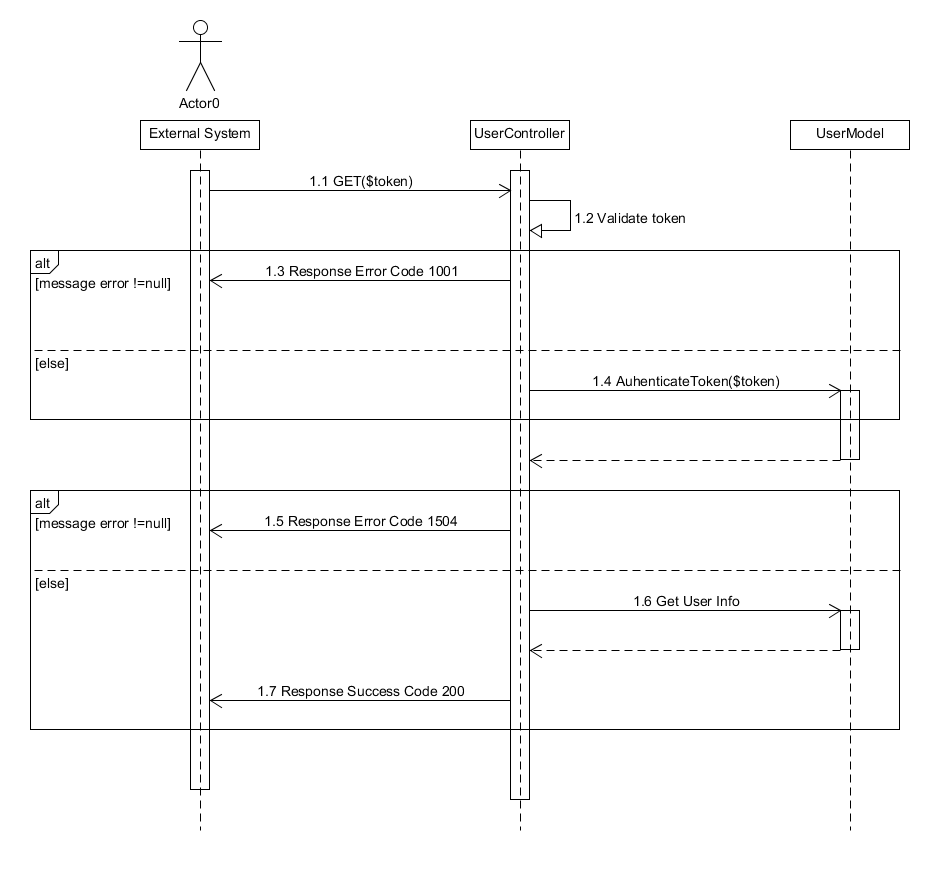 Actor0
External System
UserController
UserModel
1.1 GET($token)
1.2 Validate token
alt
1.3 Response Error Code 1001
[message error !=null]
[else]
1.4 AuhenticateToken($token)
alt
1.5 Response Error Code 1504
[message error !=null]
[else]
1.6 Get User Info
1.7 Response Success Code 200